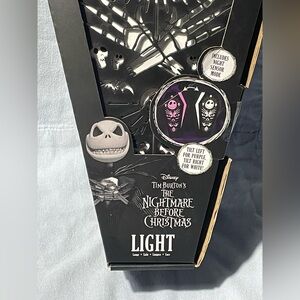 INCLUDES
NIGHT
SENSOR
MODE
TILT LEFT
FOR PURPLE,
TILT RIGHT
FOR WHITE!
Disney
TIM BURTON'S
THE
NIGHTMARE
BEFORE
CHRISTMAS
LIGHT